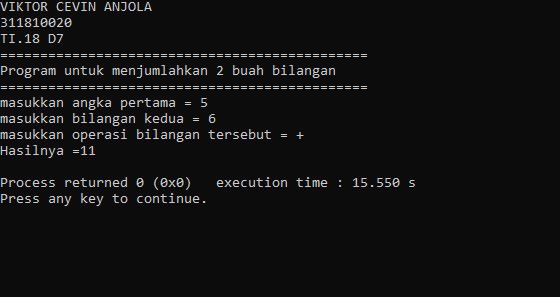 VIKTOR CEVIN ANJOLA
311810020
TI.18 D7
==============================================
Program untuk menjumlahkan 2 buah bilangan
==============================================
masukkan angka pertama = 5
masukkan bilangan kedua = 6
masukkan operasi bilangan tersebut = +
Hasilnya =11
Process returned 0 (0x0)   execution time : 15.550 s
Press any key to continue.